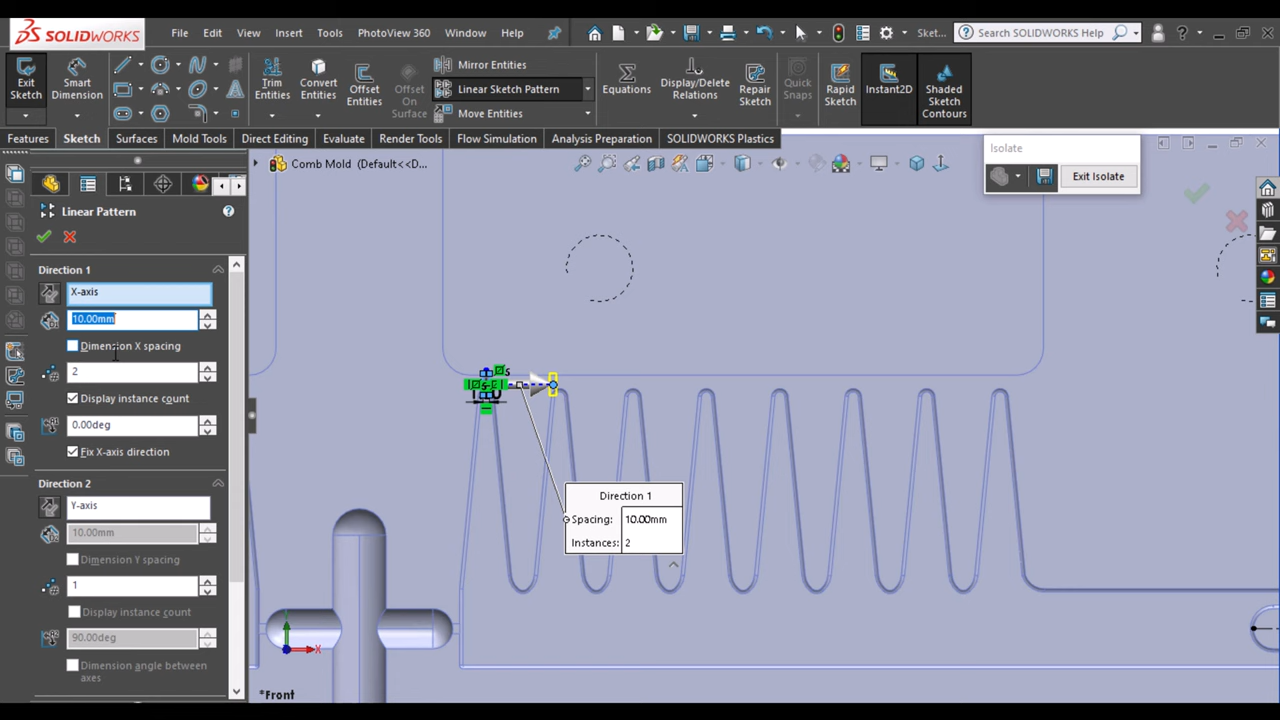 SOLIDWORKS File Edit View Insert Tools PhotoView 360 Window Help Sket... Search SOLIDWORKS Help
Exit Sketch
Smart Dimension
Trim Entities
Convert Entities
Offset Entities
Offset On Surface
Mirror Entities
Linear Sketch Pattern
Move Entities
Equations
Display/Delete Relations
Repair Sketch
Quick Snaps
Rapid Sketch
Instant2D
Shaded Sketch Contours
Features Sketch Surfaces Mold Tools Direct Editing Evaluate Render Tools Flow Simulation Analysis Preparation SOLIDWORKS Plastics
Comb Mold (Default<<D...
Isolate
Exit Isolate
Linear Pattern
Direction 1
X-axis
10.00mm
Dimension X spacing
2
Display instance count
0.00deg
Fix X-axis direction
Direction 2
Y-axis
10.00mm
Dimension Y spacing
1
Display instance count
90.00deg
Dimension angle between
axes
Direction 1
Spacing: 10.00mm
Instances: 2
X
*Front